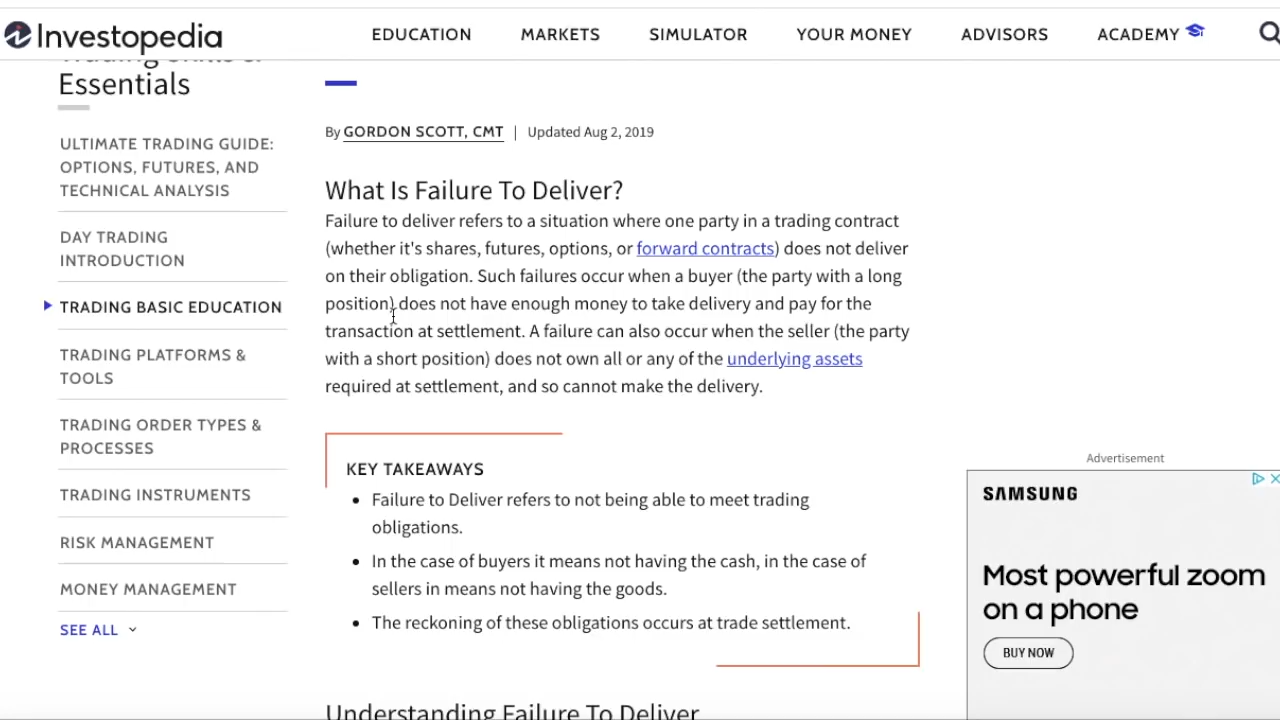 Investopedia
EDUCATION
MARKETS
SIMULATOR
YOUR MONEY
ADVISORS
ACADEMY
Trading Skills &
Essentials
ULTIMATE TRADING GUIDE:
OPTIONS, FUTURES, AND
TECHNICAL ANALYSIS
DAY TRADING
INTRODUCTION
TRADING BASIC EDUCATION
TRADING PLATFORMS &
TOOLS
TRADING ORDER TYPES &
PROCESSES
TRADING INSTRUMENTS
RISK MANAGEMENT
MONEY MANAGEMENT
SEE ALL
By GORDON SCOTT, CMT | Updated Aug 2, 2019
What Is Failure To Deliver?
Failure to deliver refers to a situation where one party in a trading contract
(whether it's shares, futures, options, or forward contracts) does not deliver
on their obligation. Such failures occur when a buyer (the party with a long
position) does not have enough money to take delivery and pay for the
transaction at settlement. A failure can also occur when the seller (the party
with a short position) does not own all or any of the underlying assets
required at settlement, and so cannot make the delivery.
KEY TAKEAWAYS
• Failure to Deliver refers to not being able to meet trading
obligations.
• In the case of buyers it means not having the cash, in the case of
sellers in means not having the goods.
• The reckoning of these obligations occurs at trade settlement.
Understanding Failure To Deliver
Advertisement
SAMSUNG
Most powerful zoom
on a phone
BUY NOW